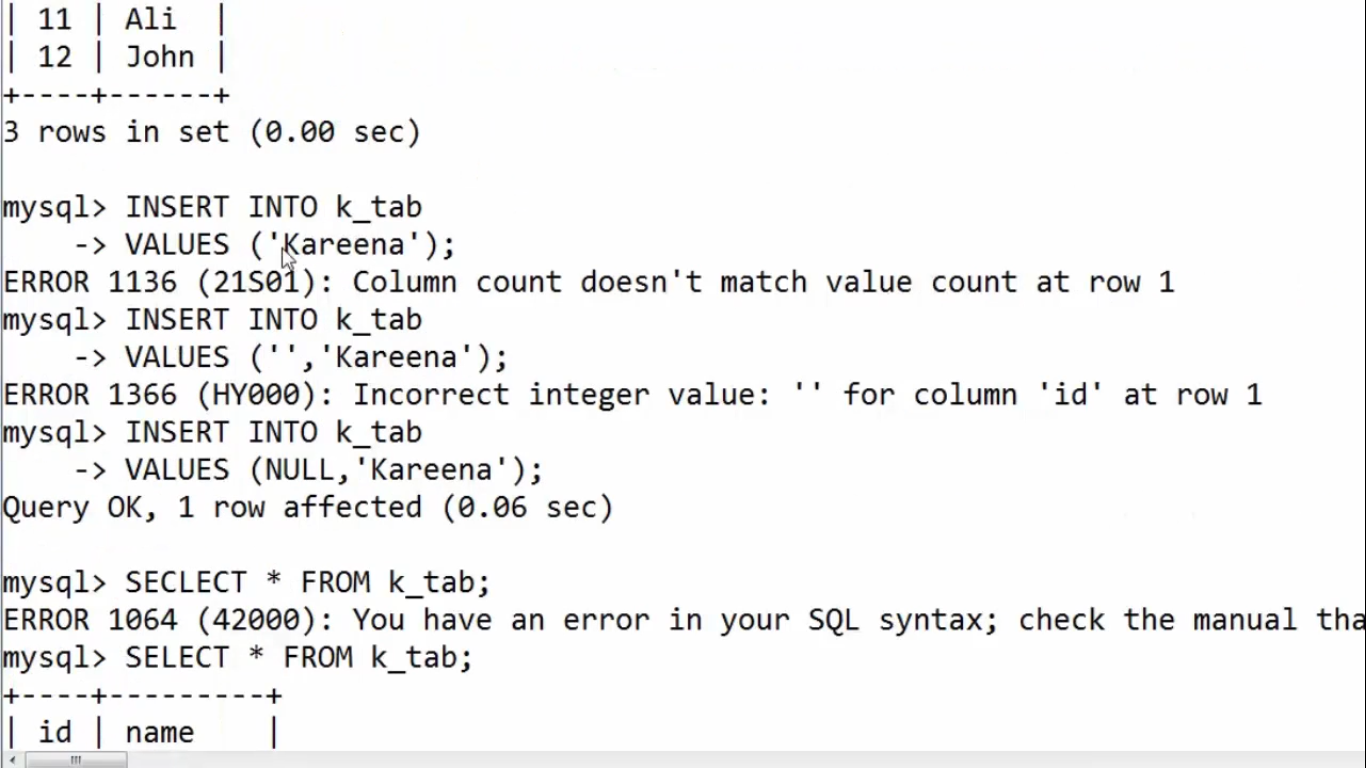 | 11 | Ali  |
| 12 | John |
+----+------+
3 rows in set (0.00 sec)
mysql> INSERT INTO k_tab
    -> VALUES ('Kareena');
ERROR 1136 (21S01): Column count doesn't match value count at row 1
mysql> INSERT INTO k_tab
    -> VALUES ('','Kareena');
ERROR 1366 (HY000): Incorrect integer value: '' for column 'id' at row 1
mysql> INSERT INTO k_tab
    -> VALUES (NULL,'Kareena');
Query OK, 1 row affected (0.06 sec)
mysql> SECLECT * FROM k_tab;
ERROR 1064 (42000): You have an error in your SQL syntax; check the manual tha
mysql> SELECT * FROM k_tab;
+----+---------+
| id | name    |